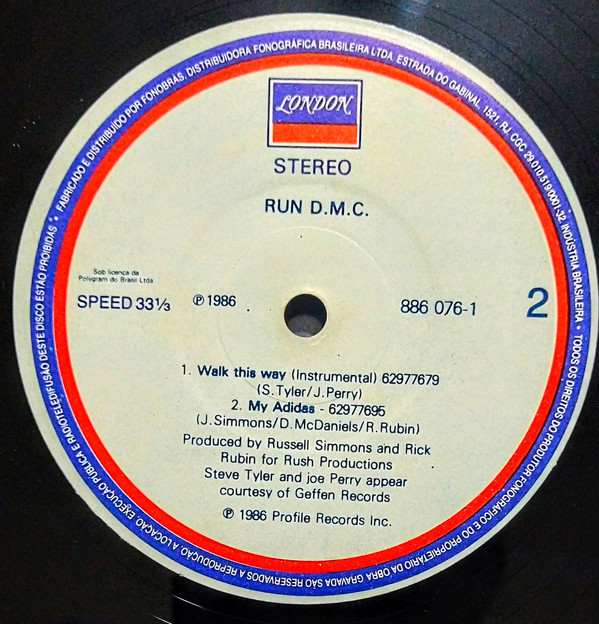 LONDON
STEREO
RUN D.M.C.
Sob licença da
Polygram do Brasil Ltda
SPEED 33⅓
℗ 1986
886 076-1
2
1. Walk this way (Instrumental) 62977679
(S.Tyler/J.Perry)
2. My Adidas - 62977695
(J.Simmons/D.McDaniels/R.Rubin)
Produced by Russell Simmons and Rick
Rubin for Rush Productions
Steve Tyler and joe Perry appear
courtesy of Geffen Records
℗ 1986 Profile Records Inc.
• FABRICADO E DISTRIBUIDO POR FONOBRAS, DISTRIBUIDORA FONOGRÁFICA BRASILEIRA LTDA, ESTRADA DO GABINAL, 1521, RJ, CGC 29.010.519/0001-32, INDUSTRIA BRASILEIRA • TODOS OS DIREITOS DO PRODUTOR FONOGRÁFICO E DO PROPRIETÁRIO DA OBRA GRAVADA SAO RESERVADOS A REPRODUÇÃO, A LOCAÇÃO, EXECUÇÃO PUBLICA E RADIOTELEDIFUSÃO DESTE DISCO ESTÃO PROIBIDAS